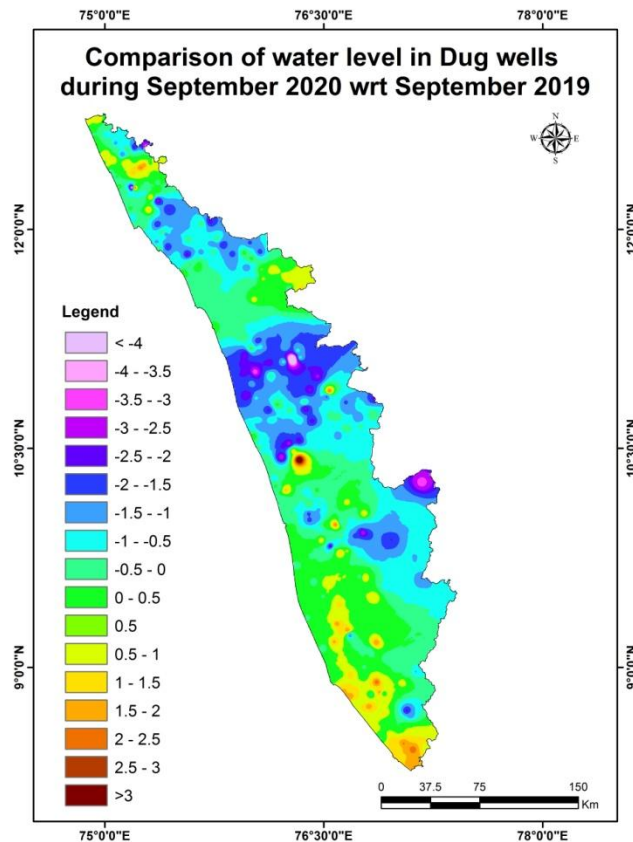 75°0'0"E 76°30'0"E 78°0'0"E
Comparison of water level in Dug wells
during September 2020 wrt September 2019
N
W E
S
12°0'0"N 12°0'0"N
Legend
< -4
-4 - -3.5
-3.5 - -3
-3 - -2.5
-2.5 - -2
-2 - -1.5
-1.5 - -1
-1 - -0.5
-0.5 - 0
0 - 0.5
0.5
0.5 - 1
1 - 1.5
1.5 - 2
2 - 2.5
2.5 - 3
>3
10°30'0"N 10°30'0"N
9°0'0"N 9°0'0"N
0 37.5 75 150
Km
75°0'0"E 76°30'0"E 78°0'0"E